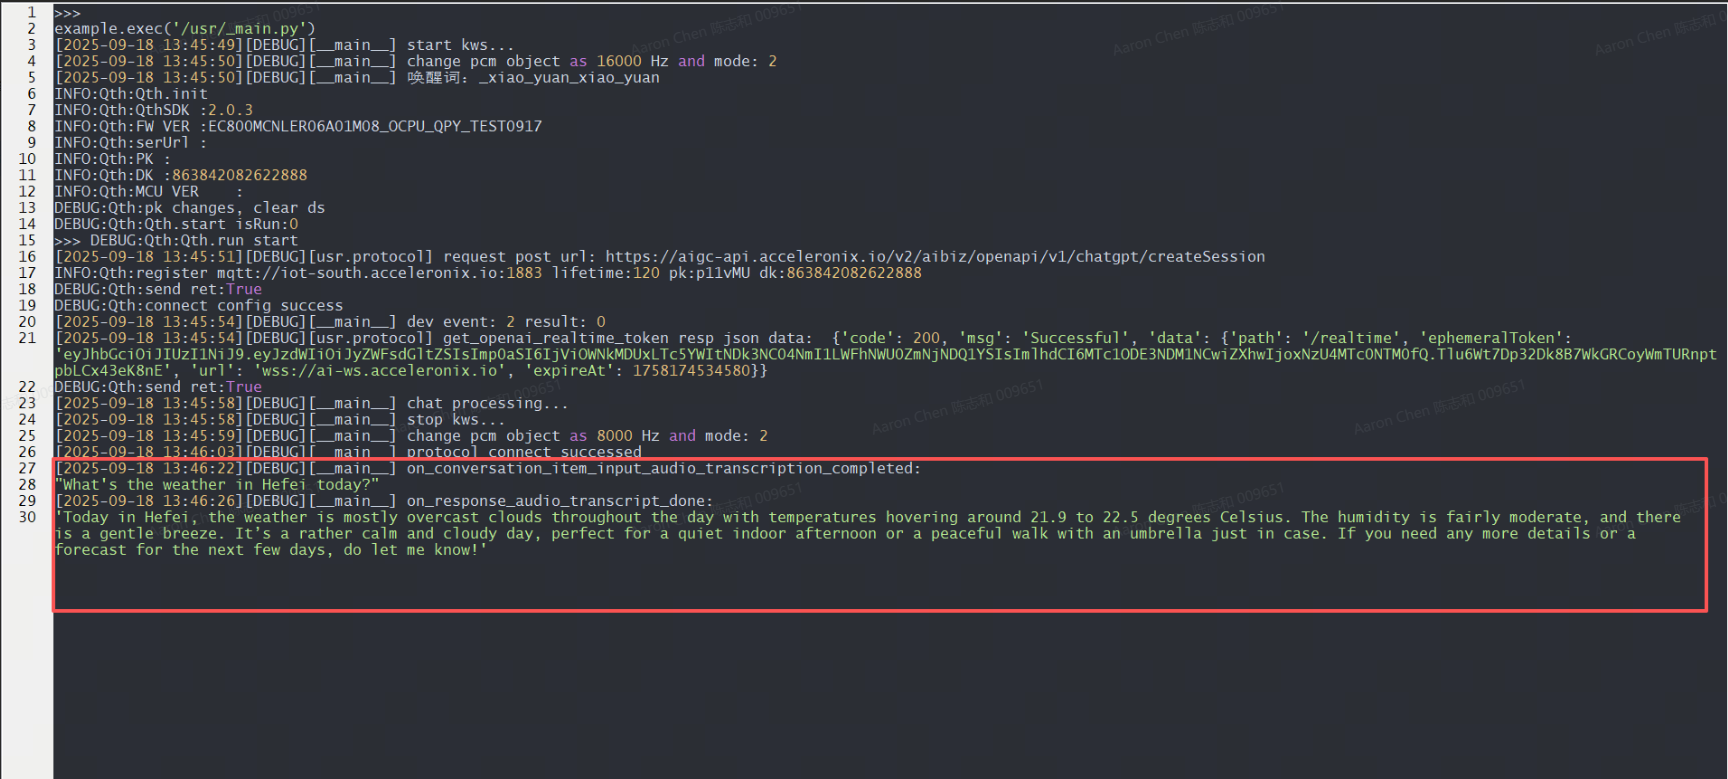 1 >>>
2 example.exec('/usr/_main.py')
3 [2025-09-18 13:45:49][DEBUG][__main__] start kws...
4 [2025-09-18 13:45:50][DEBUG][__main__] change pcm object as 16000 Hz and mode: 2
5 [2025-09-18 13:45:50][DEBUG][__main__] 唤醒词: _xiao_yuan_xiao_yuan
6 INFO:Qth:Qth.init
7 INFO:Qth:QthSDK :2.0.3
8 INFO:Qth:FW VER :EC800MCNLER06A01M08_OCPU_QPY_TEST0917
9 INFO:Qth:serUrl :
10 INFO:Qth:PK :
11 INFO:Qth:DK :863842082622888
12 INFO:Qth:MCU VER    :
13 DEBUG:Qth:pk changes, clear ds
14 DEBUG:Qth:Qth.start isRun:0
15 >>> DEBUG:Qth:Qth.run start
16 [2025-09-18 13:45:51][DEBUG][usr.protocol] request post url: https://aigc-api.acceleronix.io/v2/aibiz/openapi/v1/chatgpt/createSession
17 INFO:Qth:register mqtt://iot-south.acceleronix.io:1883 lifetime:120 pk:p11vMU dk:863842082622888
18 DEBUG:Qth:send ret:True
19 DEBUG:Qth:connect config success
20 [2025-09-18 13:45:54][DEBUG][__main__] dev event: 2 result: 0
21 [2025-09-18 13:45:54][DEBUG][usr.protocol] get_openai_realtime_token resp json data:  {'code': 200, 'msg': 'Successful', 'data': {'path': '/realtime', 'ephemeralToken':
'eyJhbGciOiJIUzI1NiJ9.eyJzdWIiOiJyZWFsdGltZSIsImp0aSI6IjViOWNkMDUxLTc5YWItNDk3NC04NmI1LWFhNWU0ZmNjNDQ1YSIsImlhdCI6MTc1ODE3NDM1NCwiZXhwIjoxNzU4MTc0NTM0fQ.Tlu6Wt7Dp32Dk8B7WkGRCoyWmTURnpt
pbLCx43eK8nE', 'url': 'wss://ai-ws.acceleronix.io', 'expireAt': 1758174534580}}
22 DEBUG:Qth:send ret:True
23 [2025-09-18 13:45:58][DEBUG][__main__] chat processing...
24 [2025-09-18 13:45:58][DEBUG][__main__] stop kws...
25 [2025-09-18 13:45:59][DEBUG][__main__] change pcm object as 8000 Hz and mode: 2
26 [2025-09-18 13:46:03][DEBUG][__main__] protocol connect successed
27 [2025-09-18 13:46:22][DEBUG][__main__] on_conversation_item_input_audio_transcription_completed:
28 "What's the weather in Hefei today?"
29 [2025-09-18 13:46:26][DEBUG][__main__] on_response_audio_transcript_done:
30 'Today in Hefei, the weather is mostly overcast clouds throughout the day with temperatures hovering around 21.9 to 22.5 degrees Celsius. The humidity is fairly moderate, and there
is a gentle breeze. It's a rather calm and cloudy day, perfect for a quiet indoor afternoon or a peaceful walk with an umbrella just in case. If you need any more details or a
forecast for the next few days, do let me know!'
Aaron Chen 陈志和 009651